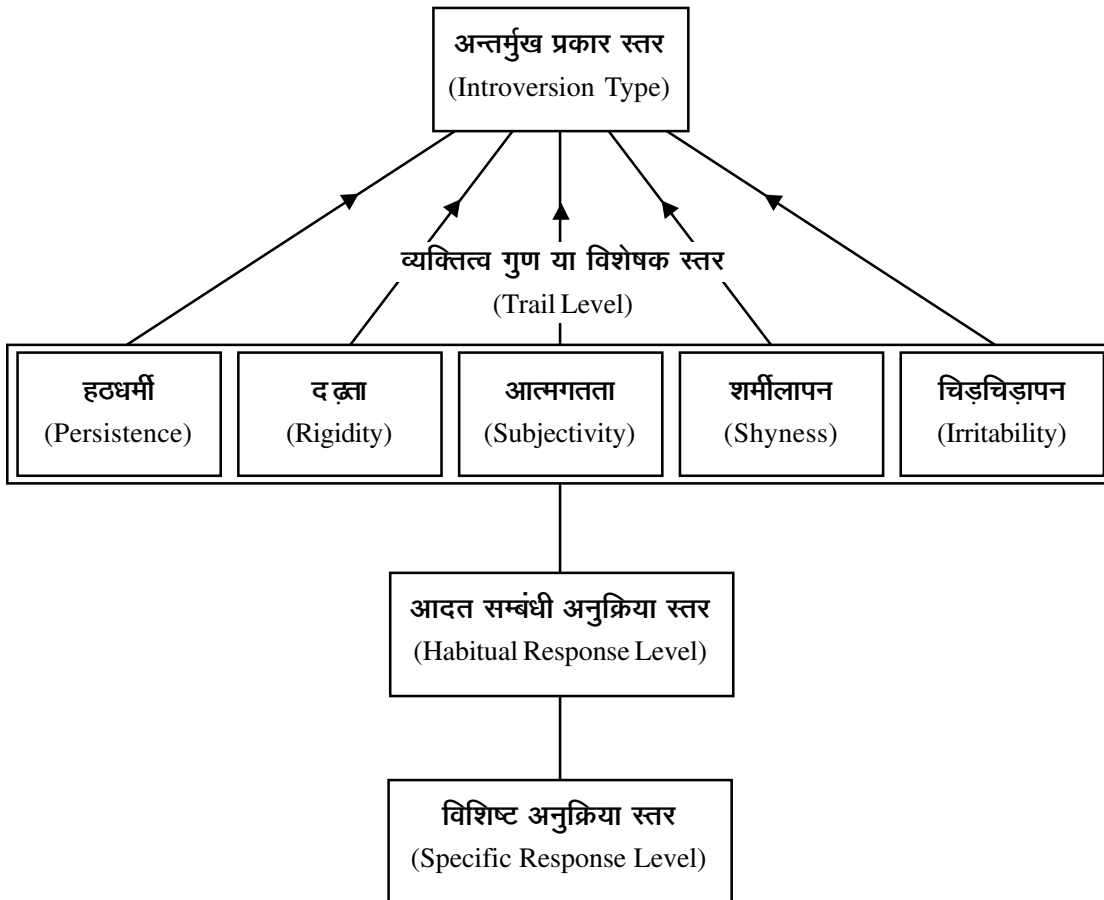 अन्तर्मुख प्रकार स्तर
(Introversion Type)
व्यक्तित्व गुण या विशेषक स्तर
(Trail Level)
हठधर्मी
(Persistence)
द ढ़ता
(Rigidity)
आत्मगतता
(Subjectivity)
शर्मीलापन
(Shyness)
चिड़चिड़ापन
(Irritability)
आदत सम्बंधी अनुक्रिया स्तर
(Habitual Response Level)
विशिष्ट अनुक्रिया स्तर
(Specific Response Level)